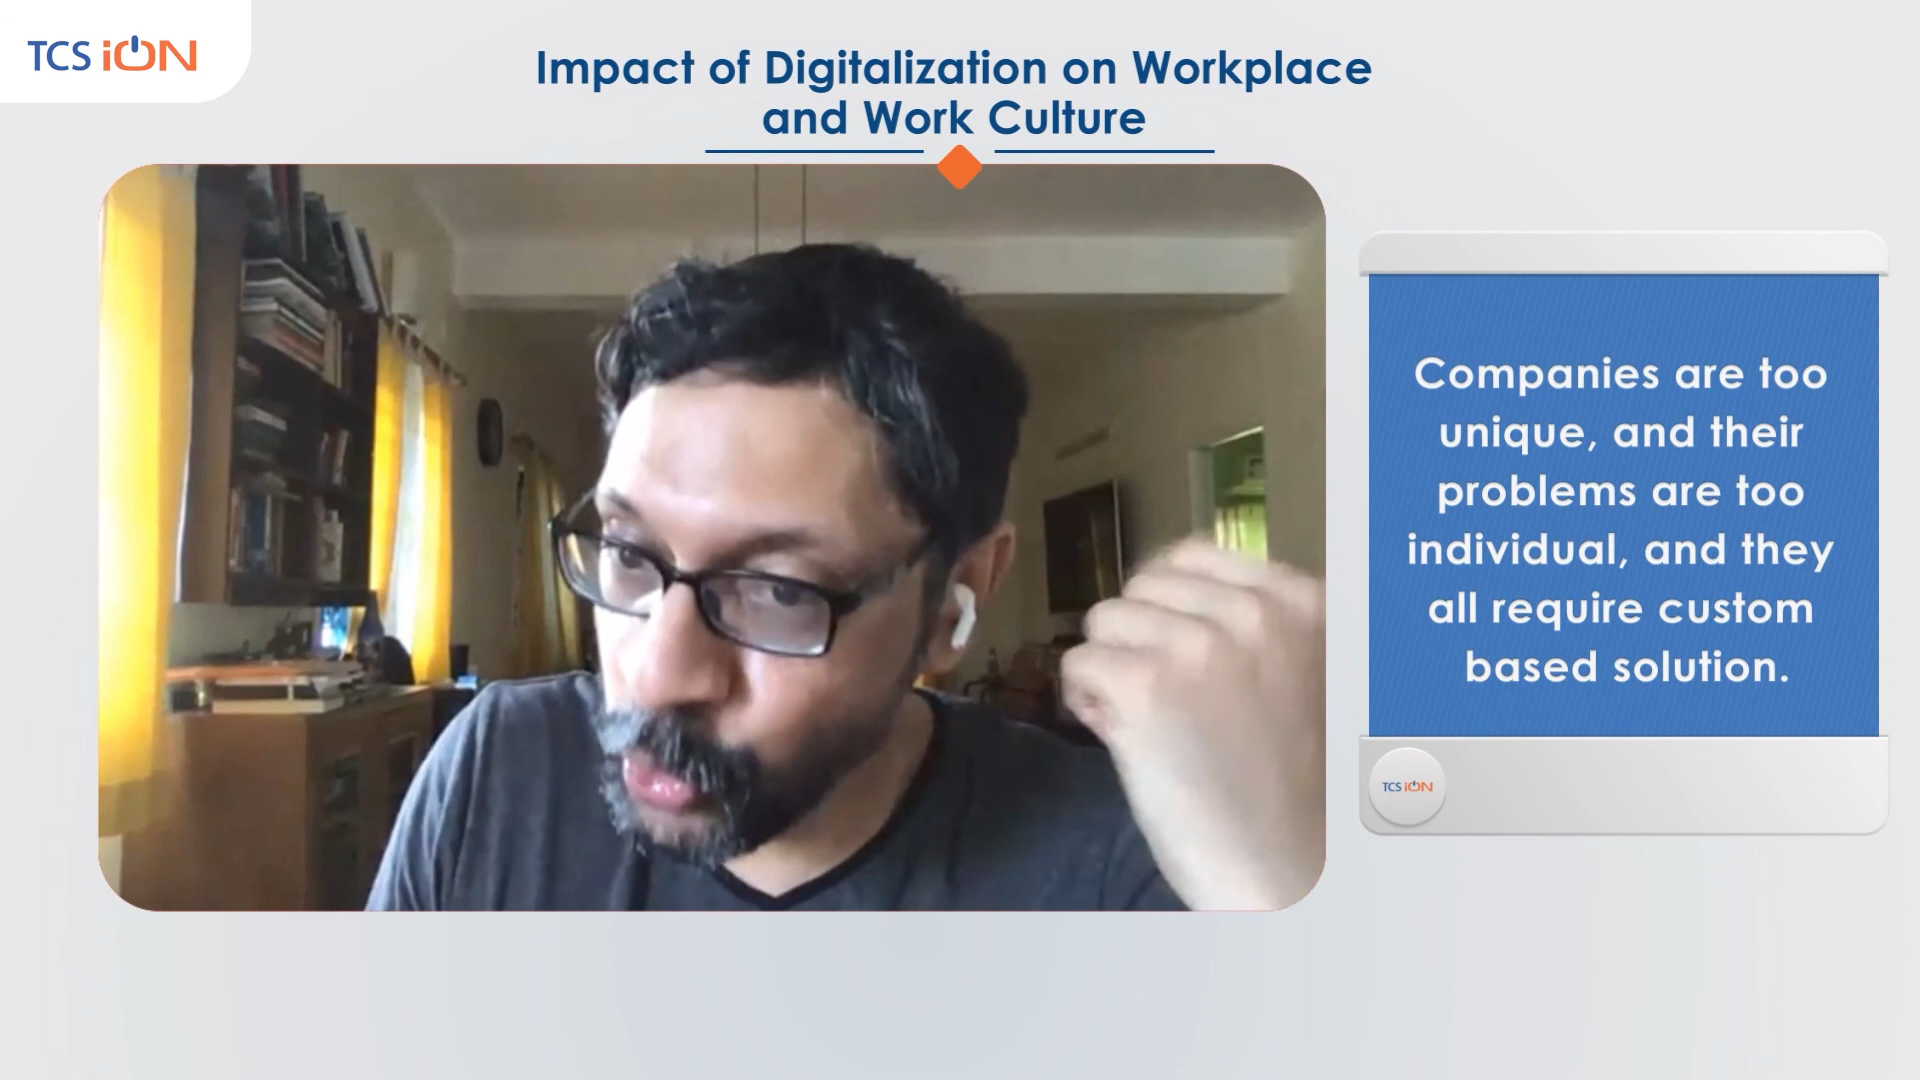 TCS iON
Impact of Digitalization on Workplace
and Work Culture
Companies are too
unique, and their
problems are too
individual, and they
all require custom
based solution.
TCS iON